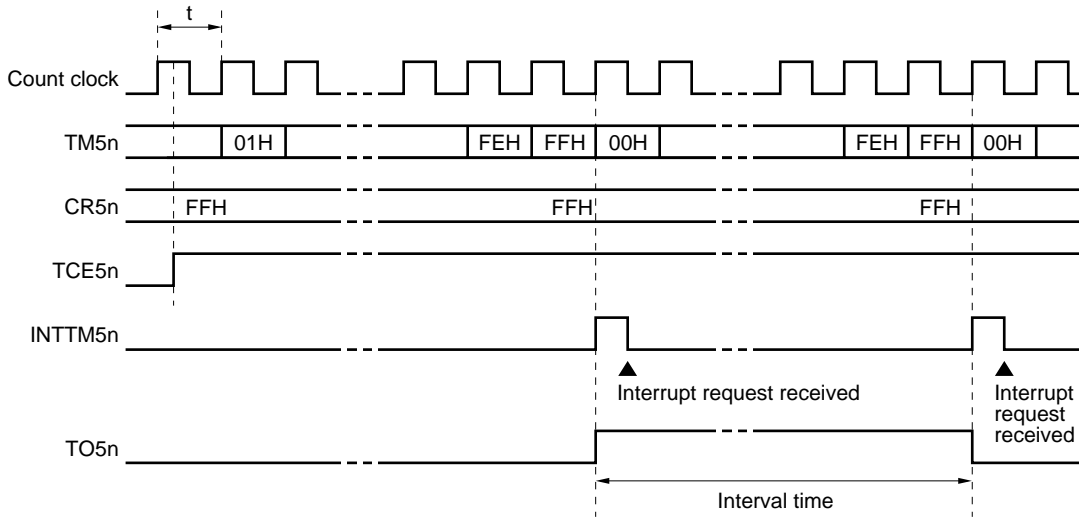 t
Count clock
TM5n 01H FEH FFH 00H FEH FFH 00H
CR5n FFH FFH FFH
TCE5n
INTTM5n
Interrupt request received
Interrupt
request
received
TO5n
Interval time